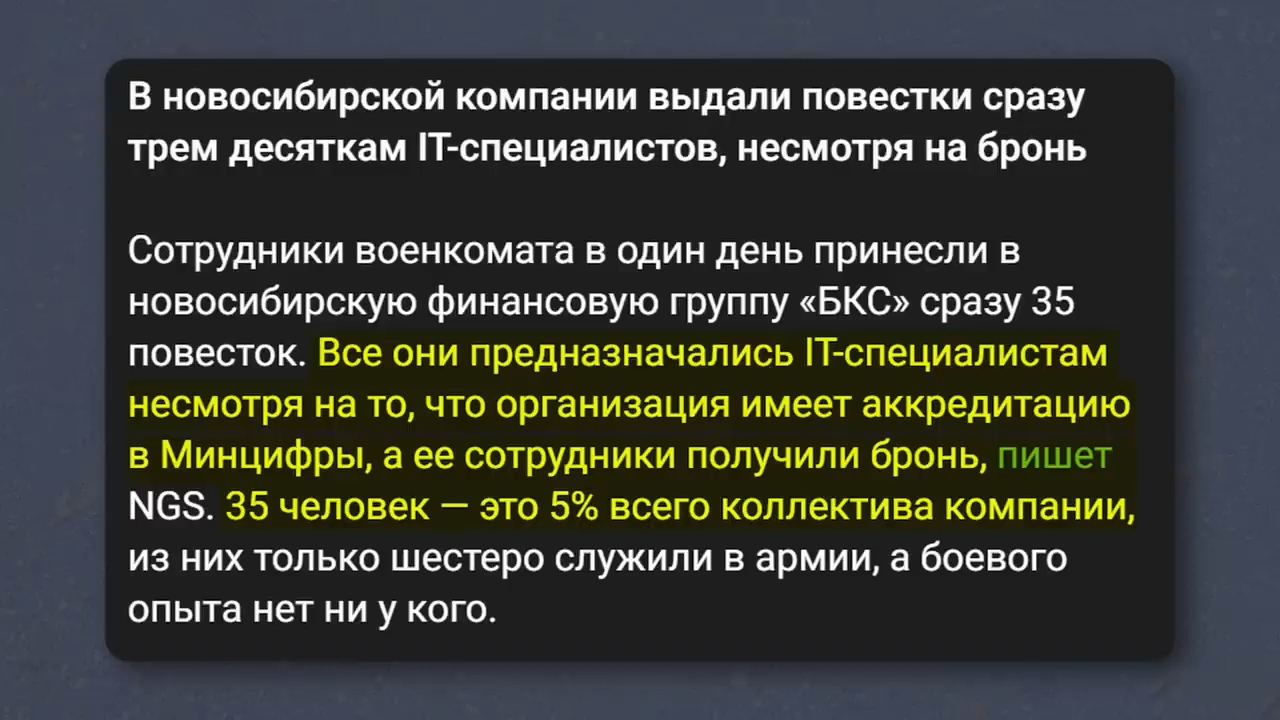 В новосибирской компании выдали повестки сразу
трем десяткам IT-специалистов, несмотря на бронь
Сотрудники военкомата в один день принесли в
новосибирскую финансовую группу «БКС» сразу 35
повесток. Все они предназначались IT-специалистам
несмотря на то, что организация имеет аккредитацию
в Минцифры, а ее сотрудники получили бронь, пишет
NGS. 35 человек — это 5% всего коллектива компании,
из них только шестеро служили в армии, а боевого
опыта нет ни у кого.